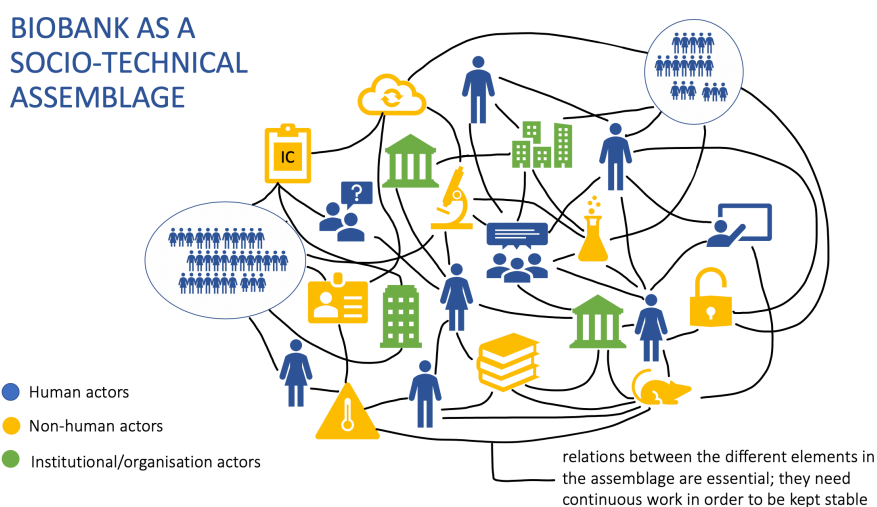 BIOBANK AS A
SOCIO-TECHNICAL
ASSEMBLAGE
IC
?
Human actors
Non-human actors
Institutional/organisation actors
relations between the different elements in
the assemblage are essential; they need
continuous work in order to be kept stable